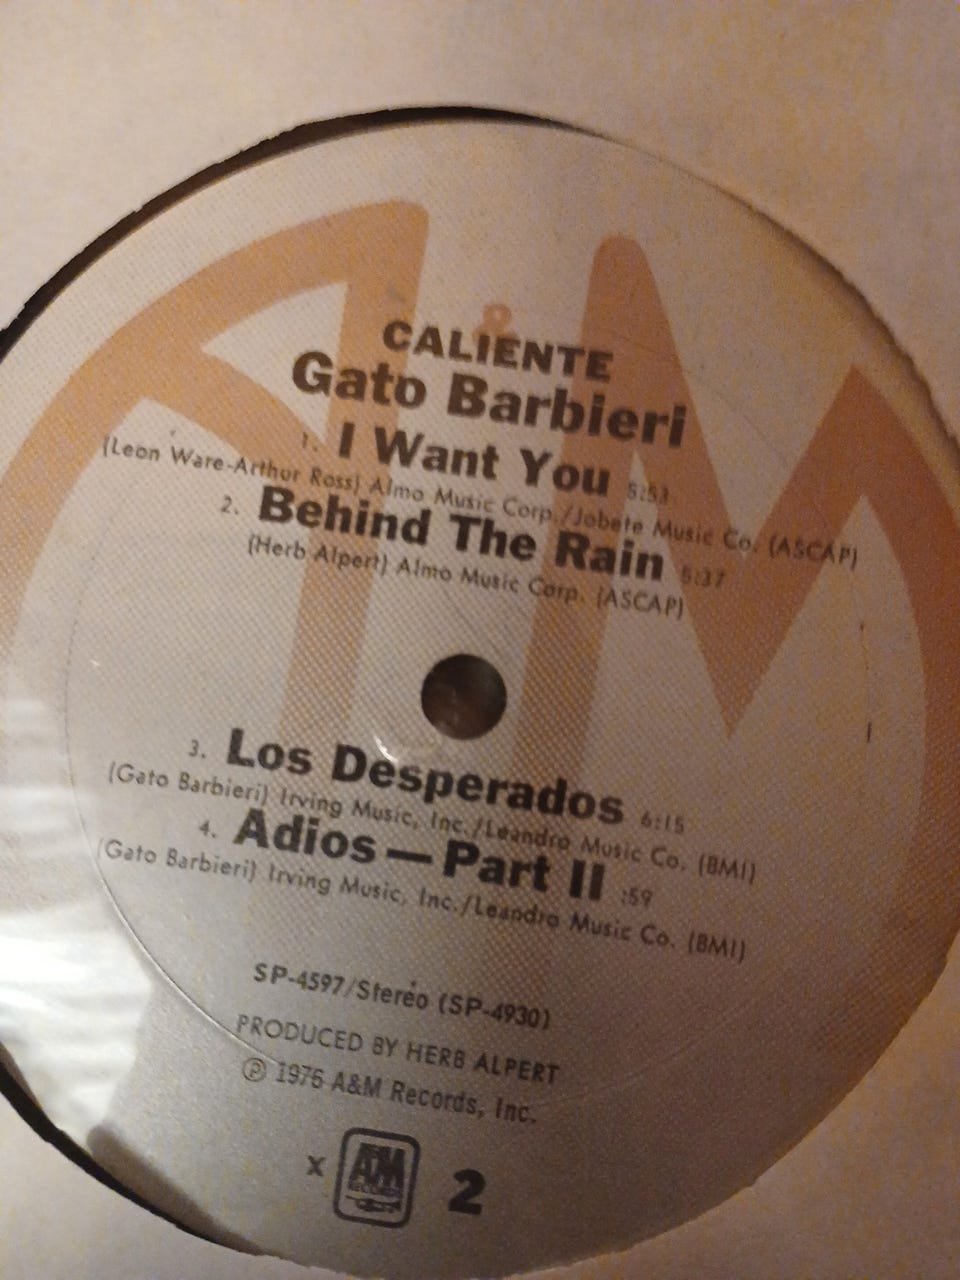 CALIENTE
Gato Barbieri
1. I Want You 5:53
(Leon Ware-Arthur Ross) Almo Music Corp./Jobete Music Co. (ASCAP)
2. Behind The Rain 5:37
(Herb Alpert) Almo Music Corp. (ASCAP)
3. Los Desperados 6:15
(Gato Barbieri) Irving Music, Inc./Leandro Music Co. (BMI)
4. Adios—Part II :59
(Gato Barbieri) Irving Music, Inc./Leandro Music Co. (BMI)
SP-4597/Stereo (SP-4930)
PRODUCED BY HERB ALPERT
℗ 1976 A&M Records, Inc.
X A&M RECORDS 2